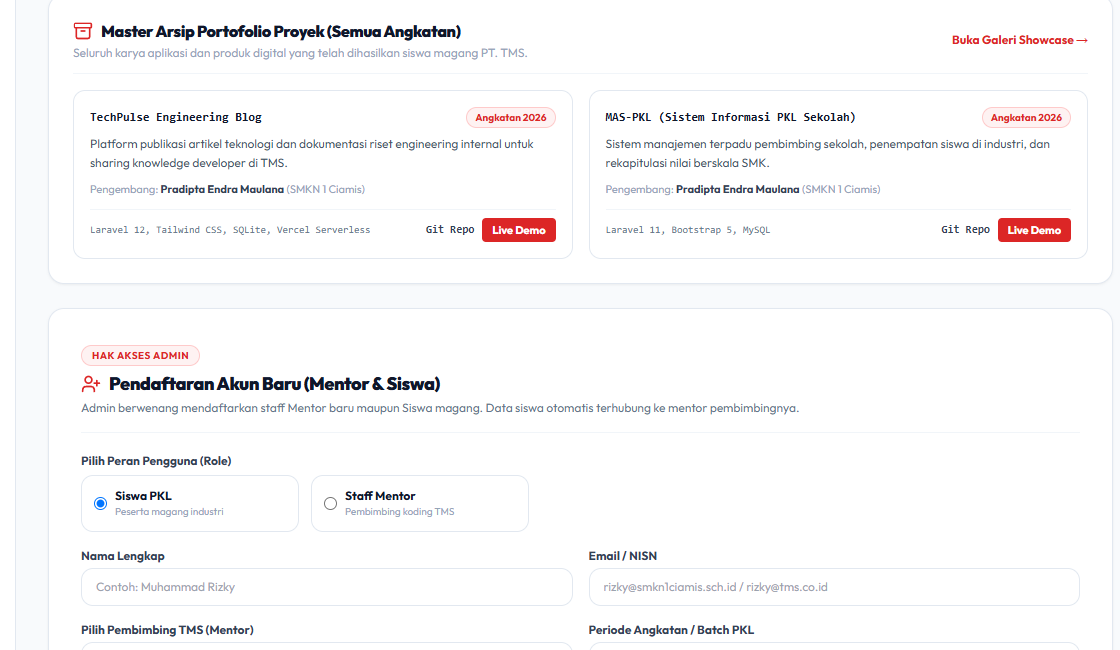 Master Arsip Portofolio Proyek (Semua Angkatan)
Seluruh karya aplikasi dan produk digital yang telah dihasilkan siswa magang PT. TMS.
Buka Galeri Showcase →
TechPulse Engineering Blog
Angkatan 2026
Platform publikasi artikel teknologi dan dokumentasi riset engineering internal untuk
sharing knowledge developer di TMS.
Pengembang: Pradipta Endra Maulana (SMKN 1 Ciamis)
Laravel 12, Tailwind CSS, SQLite, Vercel Serverless
Git Repo
Live Demo
MAS-PKL (Sistem Informasi PKL Sekolah)
Angkatan 2026
Sistem manajemen terpadu pembimbing sekolah, penempatan siswa di industri, dan
rekapitulasi nilai berskala SMK.
Pengembang: Pradipta Endra Maulana (SMKN 1 Ciamis)
Laravel 11, Bootstrap 5, MySQL
Git Repo
Live Demo
HAK AKSES ADMIN
Pendaftaran Akun Baru (Mentor & Siswa)
Admin berwenang mendaftarkan staff Mentor baru maupun Siswa magang. Data siswa otomatis terhubung ke mentor pembimbingnya.
Pilih Peran Pengguna (Role)
Siswa PKL
Peserta magang industri
Staff Mentor
Pembimbing koding TMS
Nama Lengkap
Contoh: Muhammad Rizky
Email / NISN
rizky@smkn1ciamis.sch.id / rizky@tms.co.id
Pilih Pembimbing TMS (Mentor)
Periode Angkatan / Batch PKL